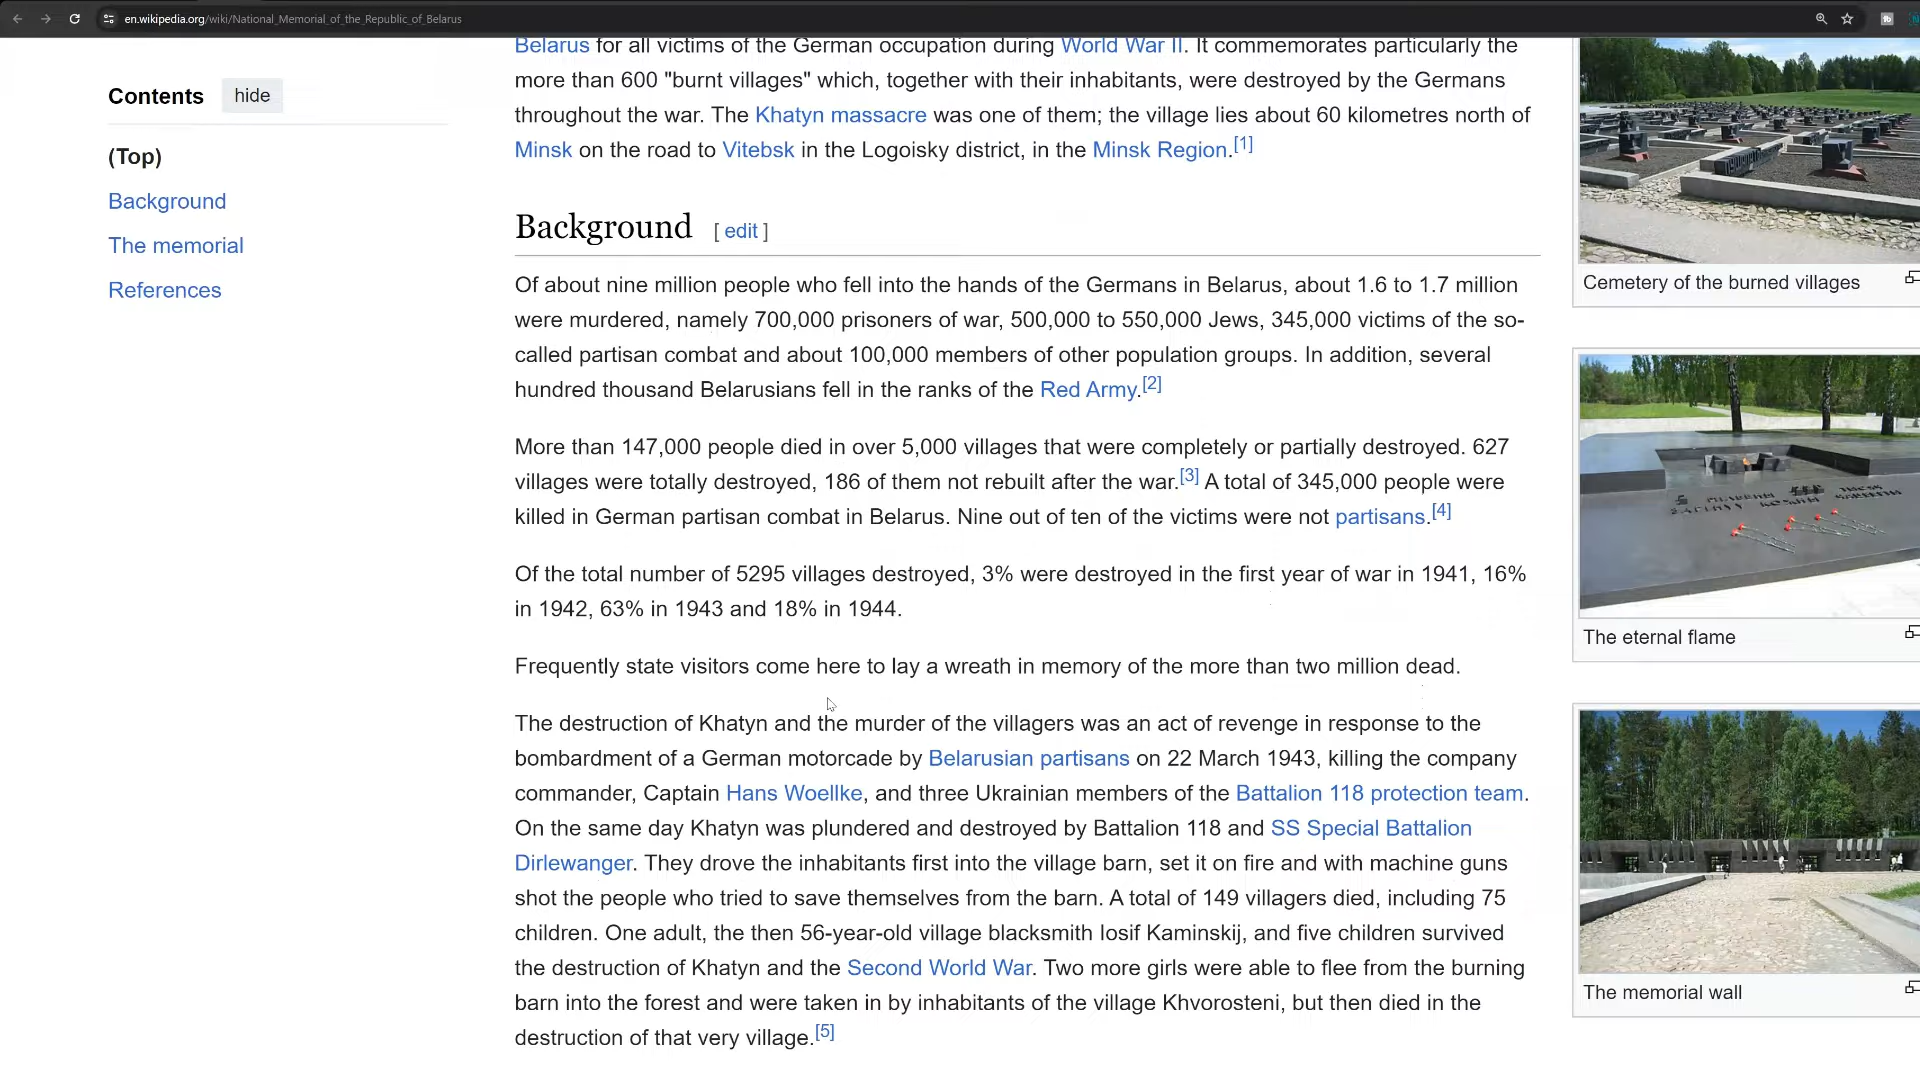 en.wikipedia.org/wiki/National_Memorial_of_the_Republic_of_Belarus
Contents hide
(Top)
Background
The memorial
References
Belarus for all victims of the German occupation during World War II. It commemorates particularly the
more than 600 "burnt villages" which, together with their inhabitants, were destroyed by the Germans
throughout the war. The Khatyn massacre was one of them; the village lies about 60 kilometres north of
Minsk on the road to Vitebsk in the Logoisky district, in the Minsk Region.[1]
Background [ edit ]
Of about nine million people who fell into the hands of the Germans in Belarus, about 1.6 to 1.7 million
were murdered, namely 700,000 prisoners of war, 500,000 to 550,000 Jews, 345,000 victims of the so-
called partisan combat and about 100,000 members of other population groups. In addition, several
hundred thousand Belarusians fell in the ranks of the Red Army.[2]
More than 147,000 people died in over 5,000 villages that were completely or partially destroyed. 627
villages were totally destroyed, 186 of them not rebuilt after the war.[3] A total of 345,000 people were
killed in German partisan combat in Belarus. Nine out of ten of the victims were not partisans.[4]
Of the total number of 5295 villages destroyed, 3% were destroyed in the first year of war in 1941, 16%
in 1942, 63% in 1943 and 18% in 1944.
Frequently state visitors come here to lay a wreath in memory of the more than two million dead.
The destruction of Khatyn and the murder of the villagers was an act of revenge in response to the
bombardment of a German motorcade by Belarusian partisans on 22 March 1943, killing the company
commander, Captain Hans Woellke, and three Ukrainian members of the Battalion 118 protection team.
On the same day Khatyn was plundered and destroyed by Battalion 118 and SS Special Battalion
Dirlewanger. They drove the inhabitants first into the village barn, set it on fire and with machine guns
shot the people who tried to save themselves from the barn. A total of 149 villagers died, including 75
children. One adult, the then 56-year-old village blacksmith Iosif Kaminskij, and five children survived
the destruction of Khatyn and the Second World War. Two more girls were able to flee from the burning
barn into the forest and were taken in by inhabitants of the village Khvorosteni, but then died in the
destruction of that very village.[5]
Cemetery of the burned villages
The eternal flame
The memorial wall